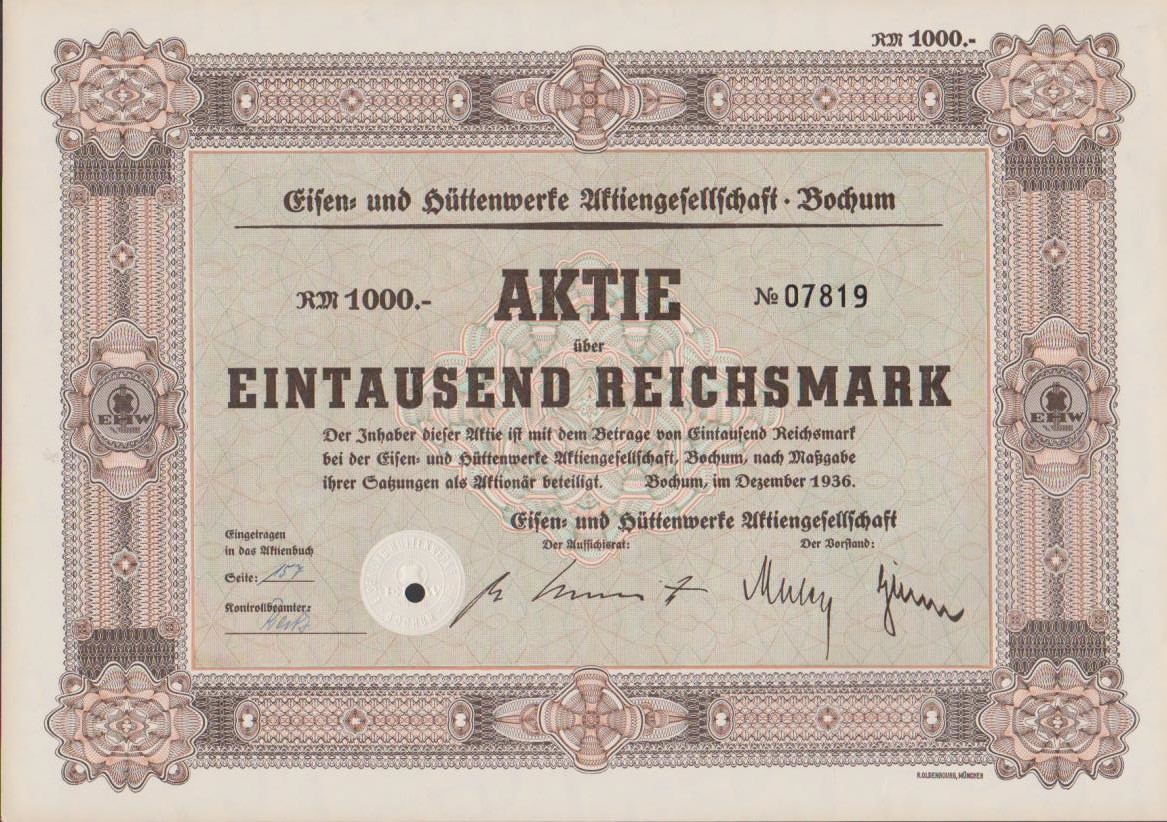 RM 1000.-
Eisen- und Hüttenwerke Aktiengesellschaft · Bochum
RM 1000.-
AKTIE
№ 07819
über
EINTAUSEND REICHSMARK
Der Inhaber dieser Aktie ist mit dem Betrage von Eintausend Reichsmark
bei der Eisen- und Hüttenwerke Aktiengesellschaft, Bochum, nach Maßgabe
ihrer Satzungen als Aktionär beteiligt. Bochum, im Dezember 1936.
Eisen- und Hüttenwerke Aktiengesellschaft
Der Aufsichtsrat:
Der Vorstand:
Eingetragen
in das Aktienbuch
Seite: 157
Kontrollbeamter:
EHW
EHW
BOCHUM
R. OLDENBOURG, MÜNCHEN